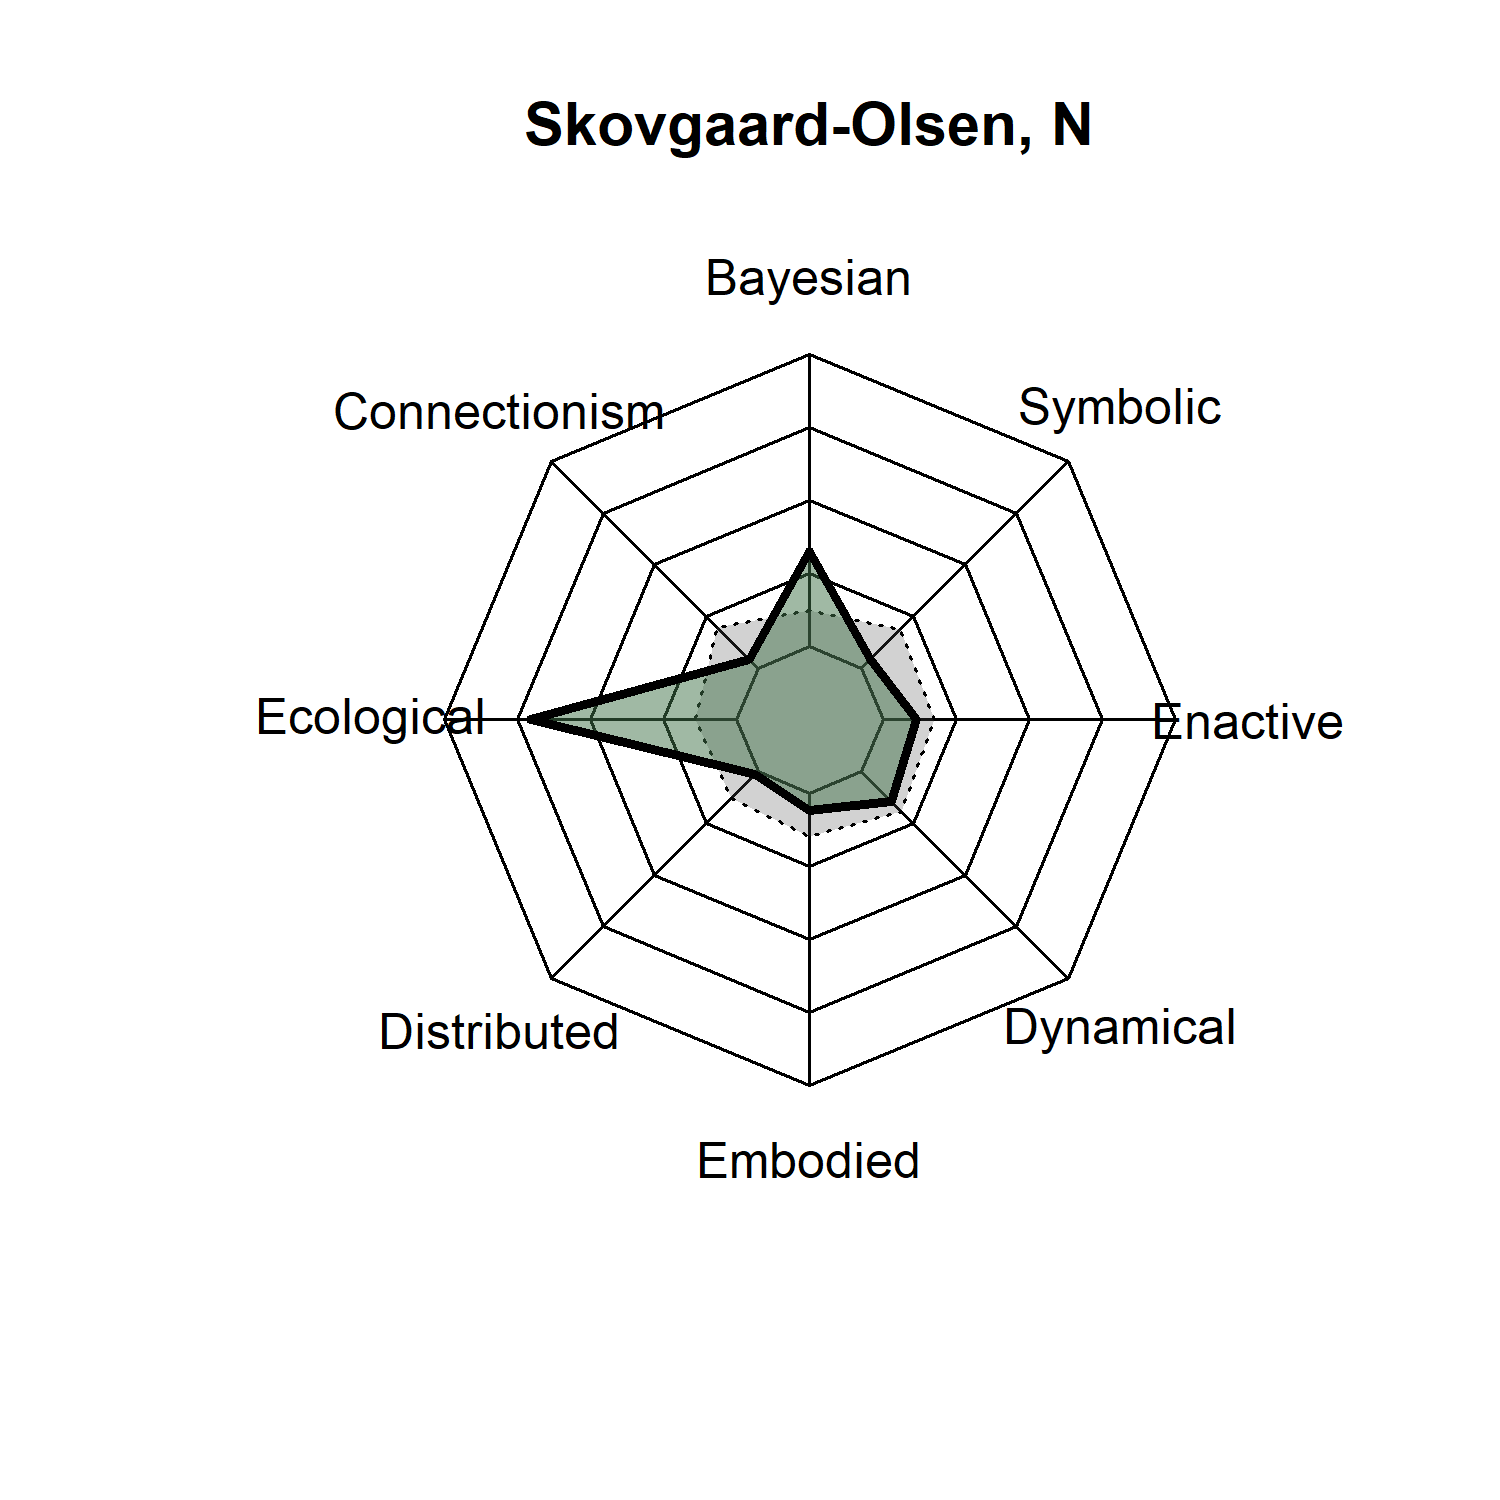 Skovgaard-Olsen, N
Bayesian
Connectionism
Symbolic
Ecological
Enactive
Distributed
Dynamical
Embodied